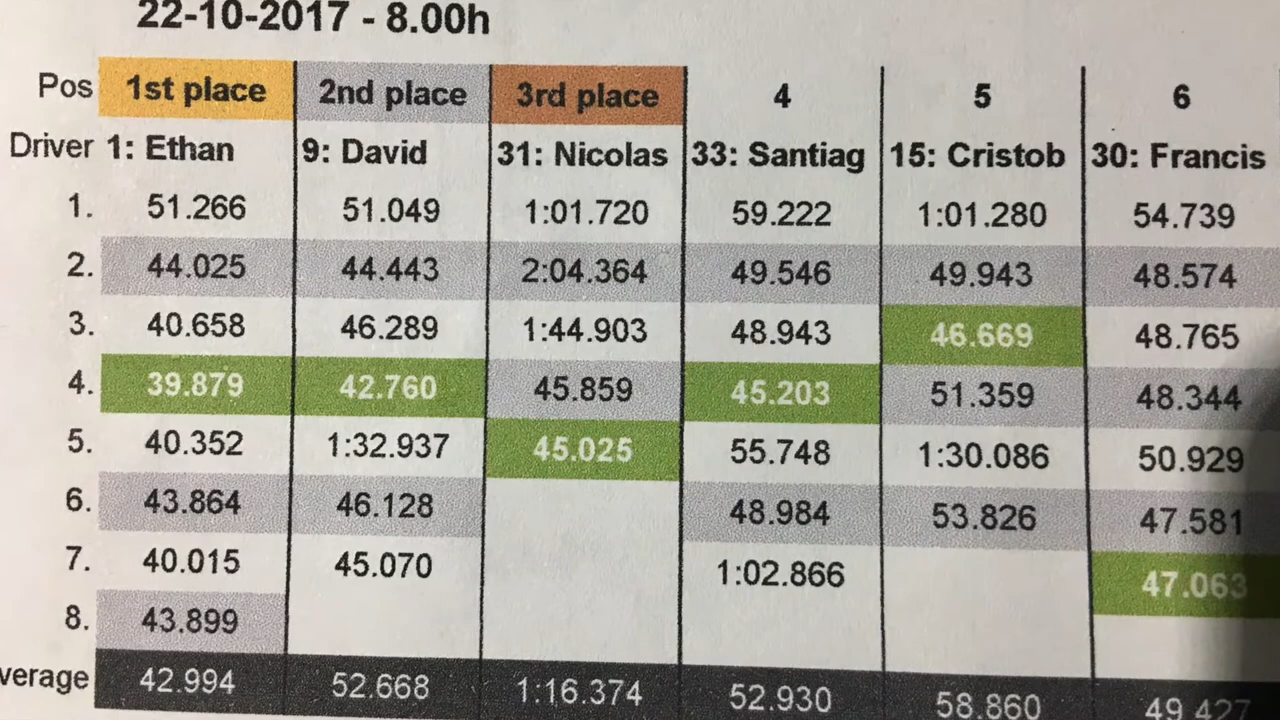 22-10-2017 - 8.00h
Pos 1st place 2nd place 3rd place 4 5 6
Driver 1: Ethan 9: David 31: Nicolas 33: Santiag 15: Cristob 30: Francis
1. 51.266 51.049 1:01.720 59.222 1:01.280 54.739
2. 44.025 44.443 2:04.364 49.546 49.943 48.574
3. 40.658 46.289 1:44.903 48.943 46.669 48.765
4. 39.879 42.760 45.859 45.203 51.359 48.344
5. 40.352 1:32.937 45.025 55.748 1:30.086 50.929
6. 43.864 46.128 48.984 53.826 47.581
7. 40.015 45.070 1:02.866 47.063
8. 43.899
verage 42.994 52.668 1:16.374 52.930 58.860 49.427